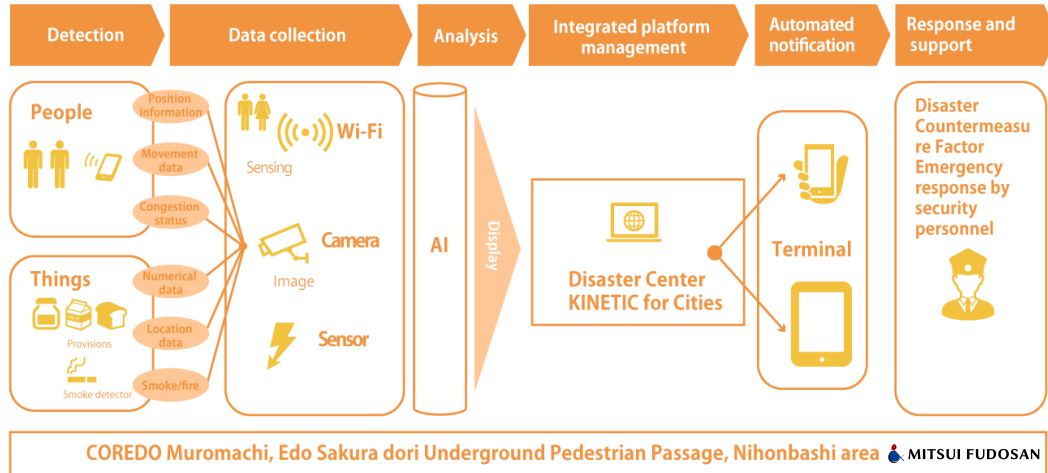 Detection
Data collection
Analysis
Integrated platform
management
Automated
notification
Response and
support
People
Position
information
Movement
data
Congestion
status
Things
Provisions
Smoke detector
Numerical
data
Location
data
Smoke/fire
Wi-Fi
Sensing
Camera
Image
Sensor
AI
Display
Disaster Center
KINETIC for Cities
Terminal
Disaster
Countermeasu
re Factor
Emergency
response by
security
personnel
COREDO Muromachi, Edo Sakura dori Underground Pedestrian Passage, Nihonbashi area MITSUI FUDOSAN